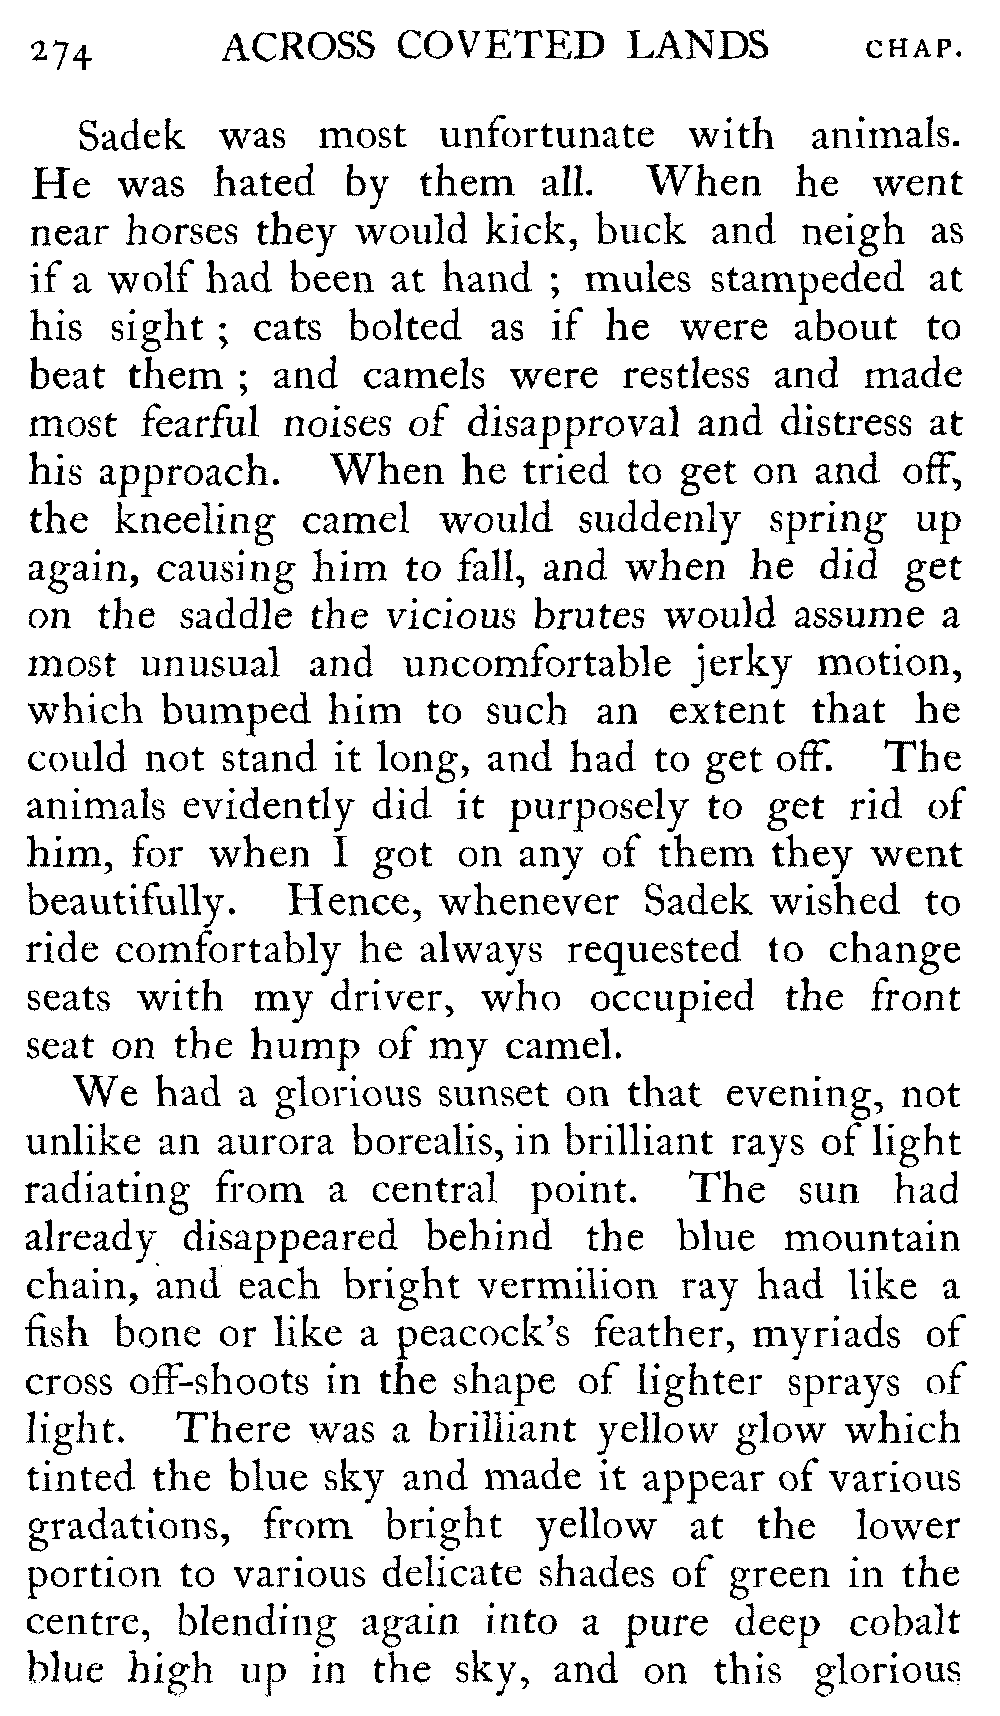 274 ACROSS COVETED LANDS CHAP.
Sadek was most unfortunate with animals.
He was hated by them all. When he went
near horses they would kick, buck and neigh as
if a wolf had been at hand ; mules stampeded at
his sight ; cats bolted as if he were about to
beat them ; and camels were restless and made
most fearful noises of disapproval and distress at
his approach. When he tried to get on and off,
the kneeling camel would suddenly spring up
again, causing him to fall, and when he did get
on the saddle the vicious brutes would assume a
most unusual and uncomfortable jerky motion,
which bumped him to such an extent that he
could not stand it long, and had to get off. The
animals evidently did it purposely to get rid of
him, for when I got on any of them they went
beautifully. Hence, whenever Sadek wished to
ride comfortably he always requested to change
seats with my driver, who occupied the front
seat on the hump of my camel.
We had a glorious sunset on that evening, not
unlike an aurora borealis, in brilliant rays of light
radiating from a central point. The sun had
already disappeared behind the blue mountain
chain, and each bright vermilion ray had like a
fish bone or like a peacock's feather, myriads of
cross off-shoots in the shape of lighter sprays of
light. There was a brilliant yellow glow which
tinted the blue sky and made it appear of various
gradations, from bright yellow at the lower
portion to various delicate shades of green in the
centre, blending again into a pure deep cobalt
blue high up in the sky, and on this glorious